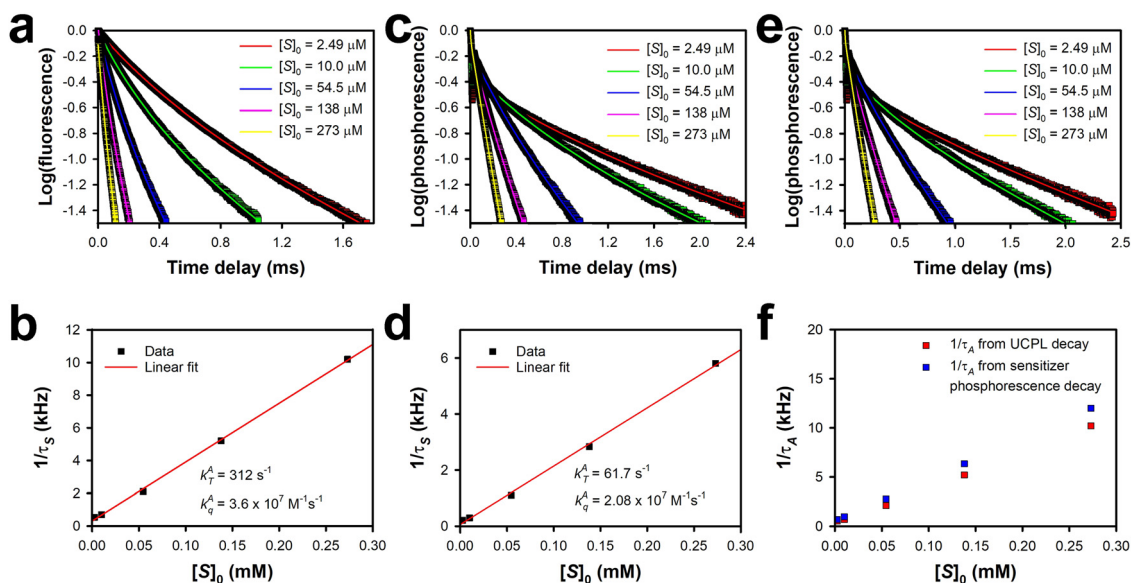 a
0.0
-0.2
-0.4
-0.6
-0.8
-1.0
-1.2
-1.4
Log(fluorescence)
[S]₀ = 2.49 μM
[S]₀ = 10.0 μM
[S]₀ = 54.5 μM
[S]₀ = 138 μM
[S]₀ = 273 μM
0.0 0.4 0.8 1.2 1.6
Time delay (ms)
c
0.0
-0.2
-0.4
-0.6
-0.8
-1.0
-1.2
-1.4
Log(phosphorescence)
[S]₀ = 2.49 μM
[S]₀ = 10.0 μM
[S]₀ = 54.5 μM
[S]₀ = 138 μM
[S]₀ = 273 μM
0.0 0.4 0.8 1.2 1.6 2.0 2.4
Time delay (ms)
e
0.0
-0.2
-0.4
-0.6
-0.8
-1.0
-1.2
-1.4
Log(phosphorescence)
[S]₀ = 2.49 μM
[S]₀ = 10.0 μM
[S]₀ = 54.5 μM
[S]₀ = 138 μM
[S]₀ = 273 μM
0.0 0.5 1.0 1.5 2.0 2.5
Time delay (ms)
b
12
10
8
6
4
2
0
1/τS (kHz)
Data
Linear fit
kTA = 312 s⁻¹
kqA = 3.6 x 10⁷ M⁻¹s⁻¹
0.00 0.05 0.10 0.15 0.20 0.25 0.30
[S]₀ (mM)
d
6
4
2
0
1/τS (kHz)
Data
Linear fit
kTA = 61.7 s⁻¹
kqA = 2.08 x 10⁷ M⁻¹s⁻¹
0.00 0.05 0.10 0.15 0.20 0.25 0.30
[S]₀ (mM)
f
20
15
10
5
0
1/τA (kHz)
1/τA from UCPL decay
1/τA from sensitizer
phosphorescence decay
0.00 0.05 0.10 0.15 0.20 0.25 0.30
[S]₀ (mM)